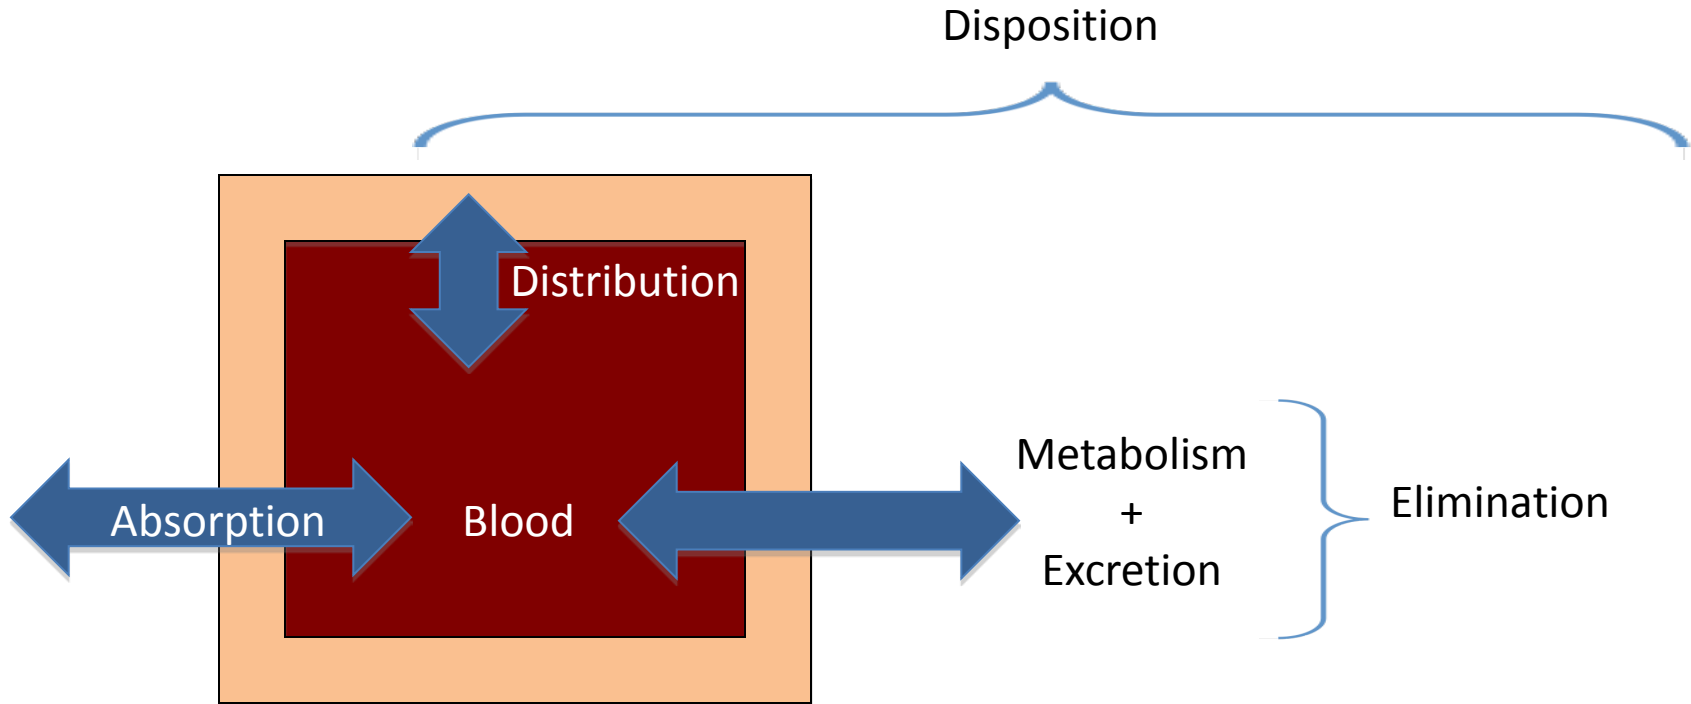 Disposition
Distribution
Absorption
Blood
Metabolism
+
Excretion
Elimination